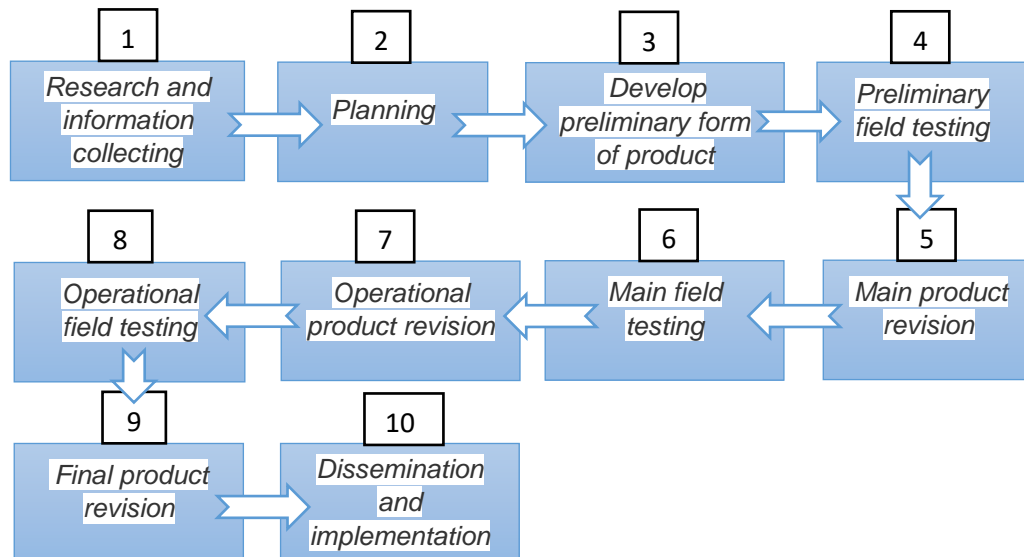 1
Research and
information
collecting
2
Planning
3
Develop
preliminary form
of product
4
Preliminary
field testing
5
Main product
revision
6
Main field
testing
7
Operational
product revision
8
Operational
field testing
9
Final product
revision
10
Dissemination
and
implementation